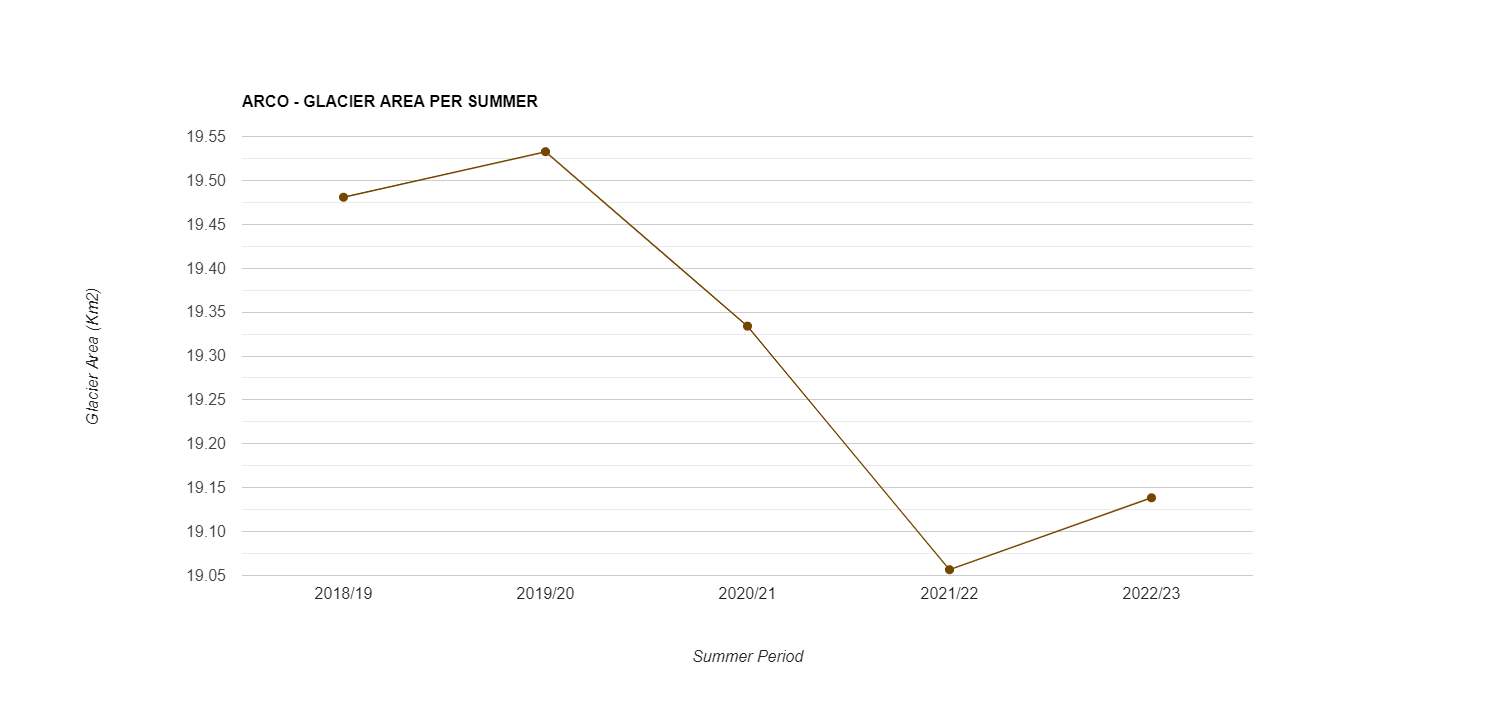 ARCO - GLACIER AREA PER SUMMER
19.55
19.50
19.45
19.40
19.35
19.30
19.25
19.20
19.15
19.10
19.05
Glacier Area (Km2)
2018/19 2019/20 2020/21 2021/22 2022/23
Summer Period